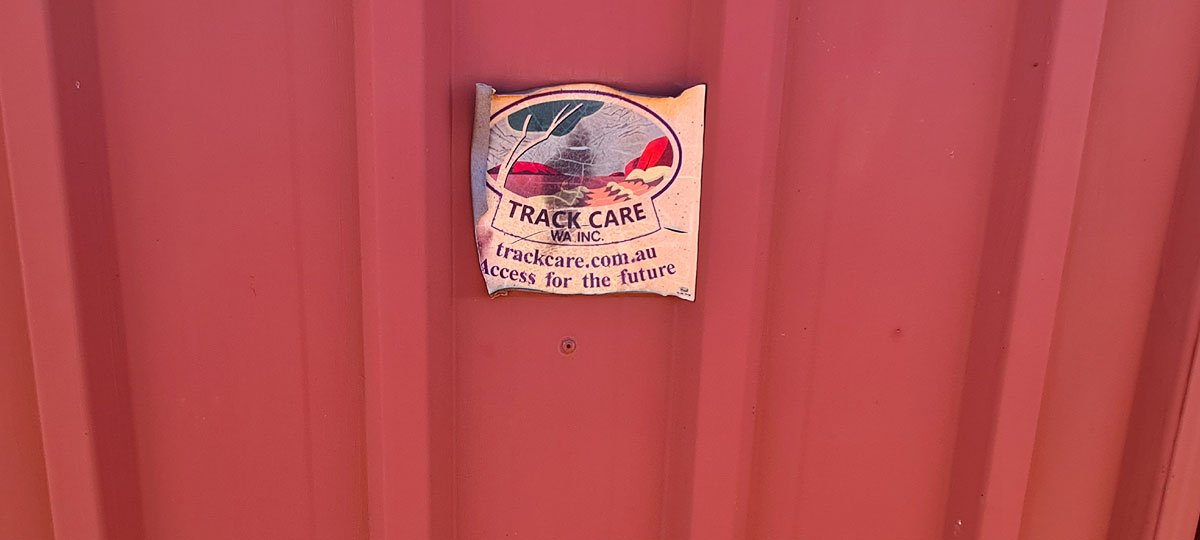 TRACK CARE
WA INC.
trackcare.com.au
Access for the future